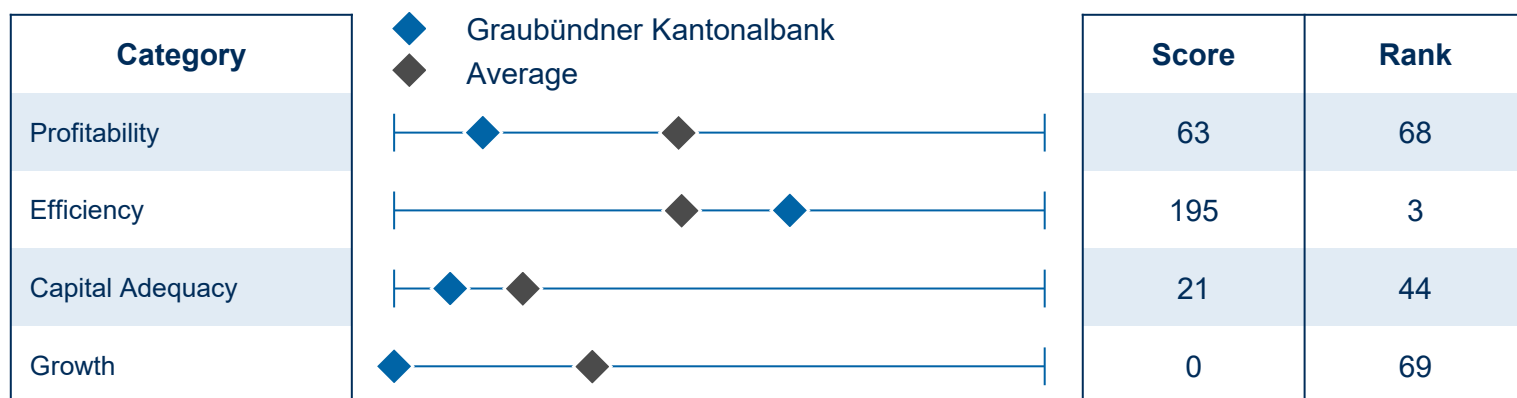 Category
Graubündner Kantonalbank
Average
Score Rank
Profitability 63 68
Efficiency 195 3
Capital Adequacy 21 44
Growth 0 69